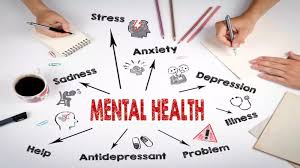 Stress
Anxiety
Sadness
Depression
MENTAL HEALTH
Illness
Help
Antidepressant
Problem